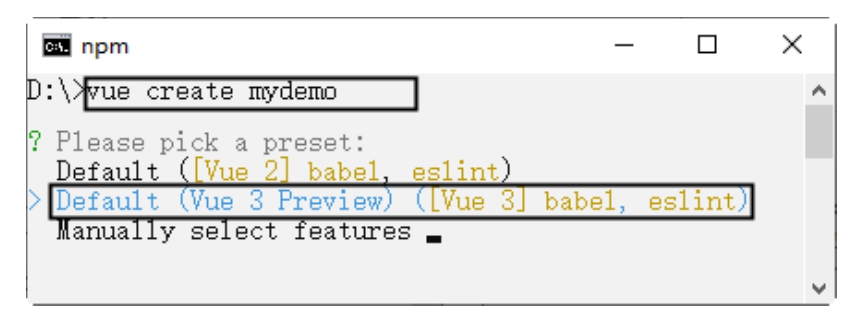 npm
D:\>vue create mydemo
? Please pick a preset:
Default ([Vue 2] babel, eslint)
> Default (Vue 3 Preview) ([Vue 3] babel, eslint)
Manually select features